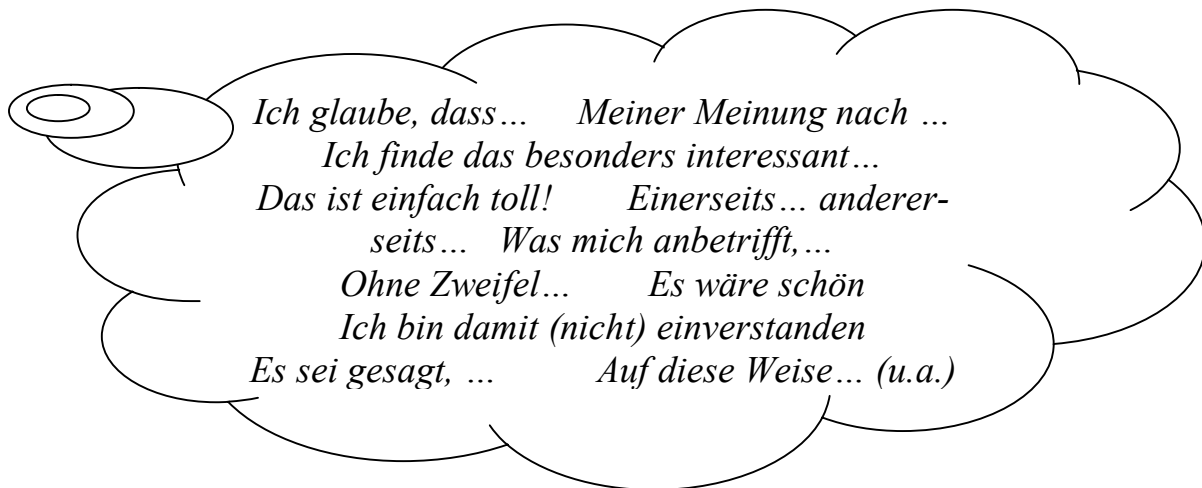 Ich glaube, dass… Meiner Meinung nach …
Ich finde das besonders interessant…
Das ist einfach toll! Einerseits… anderer-
seits… Was mich anbetrifft,…
Ohne Zweifel… Es wäre schön
Ich bin damit (nicht) einverstanden
Es sei gesagt, … Auf diese Weise… (u.a.)